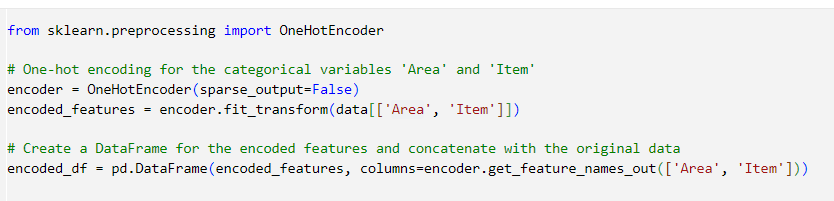 from sklearn.preprocessing import OneHotEncoder
# One-hot encoding for the categorical variables 'Area' and 'Item'
encoder = OneHotEncoder(sparse_output=False)
encoded_features = encoder.fit_transform(data[['Area', 'Item']])
# Create a DataFrame for the encoded features and concatenate with the original data
encoded_df = pd.DataFrame(encoded_features, columns=encoder.get_feature_names_out(['Area', 'Item']))